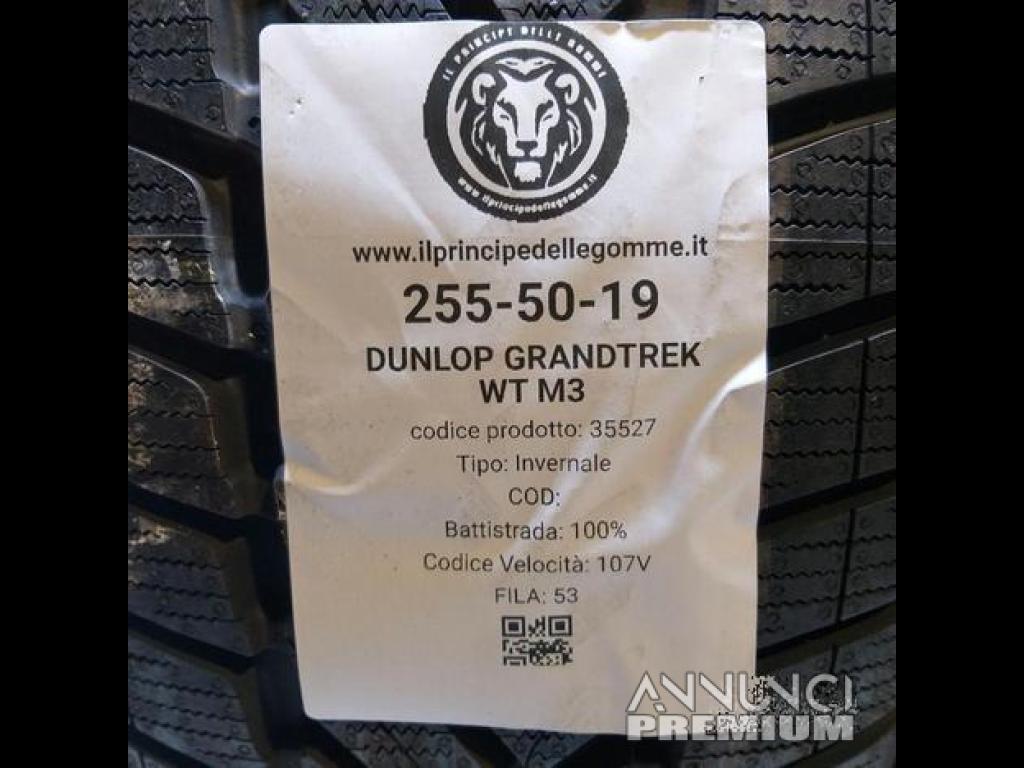 IL PRINCIPE DELLE GOMME
www.ilprincipedellegomme.it
www.ilprincipedellegomme.it
255-50-19
DUNLOP GRANDTREK
WT M3
codice prodotto: 35527
Tipo: Invernale
COD:
Battistrada: 100%
Codice Velocità: 107V
FILA: 53
ANNUNCI
PREMIUM